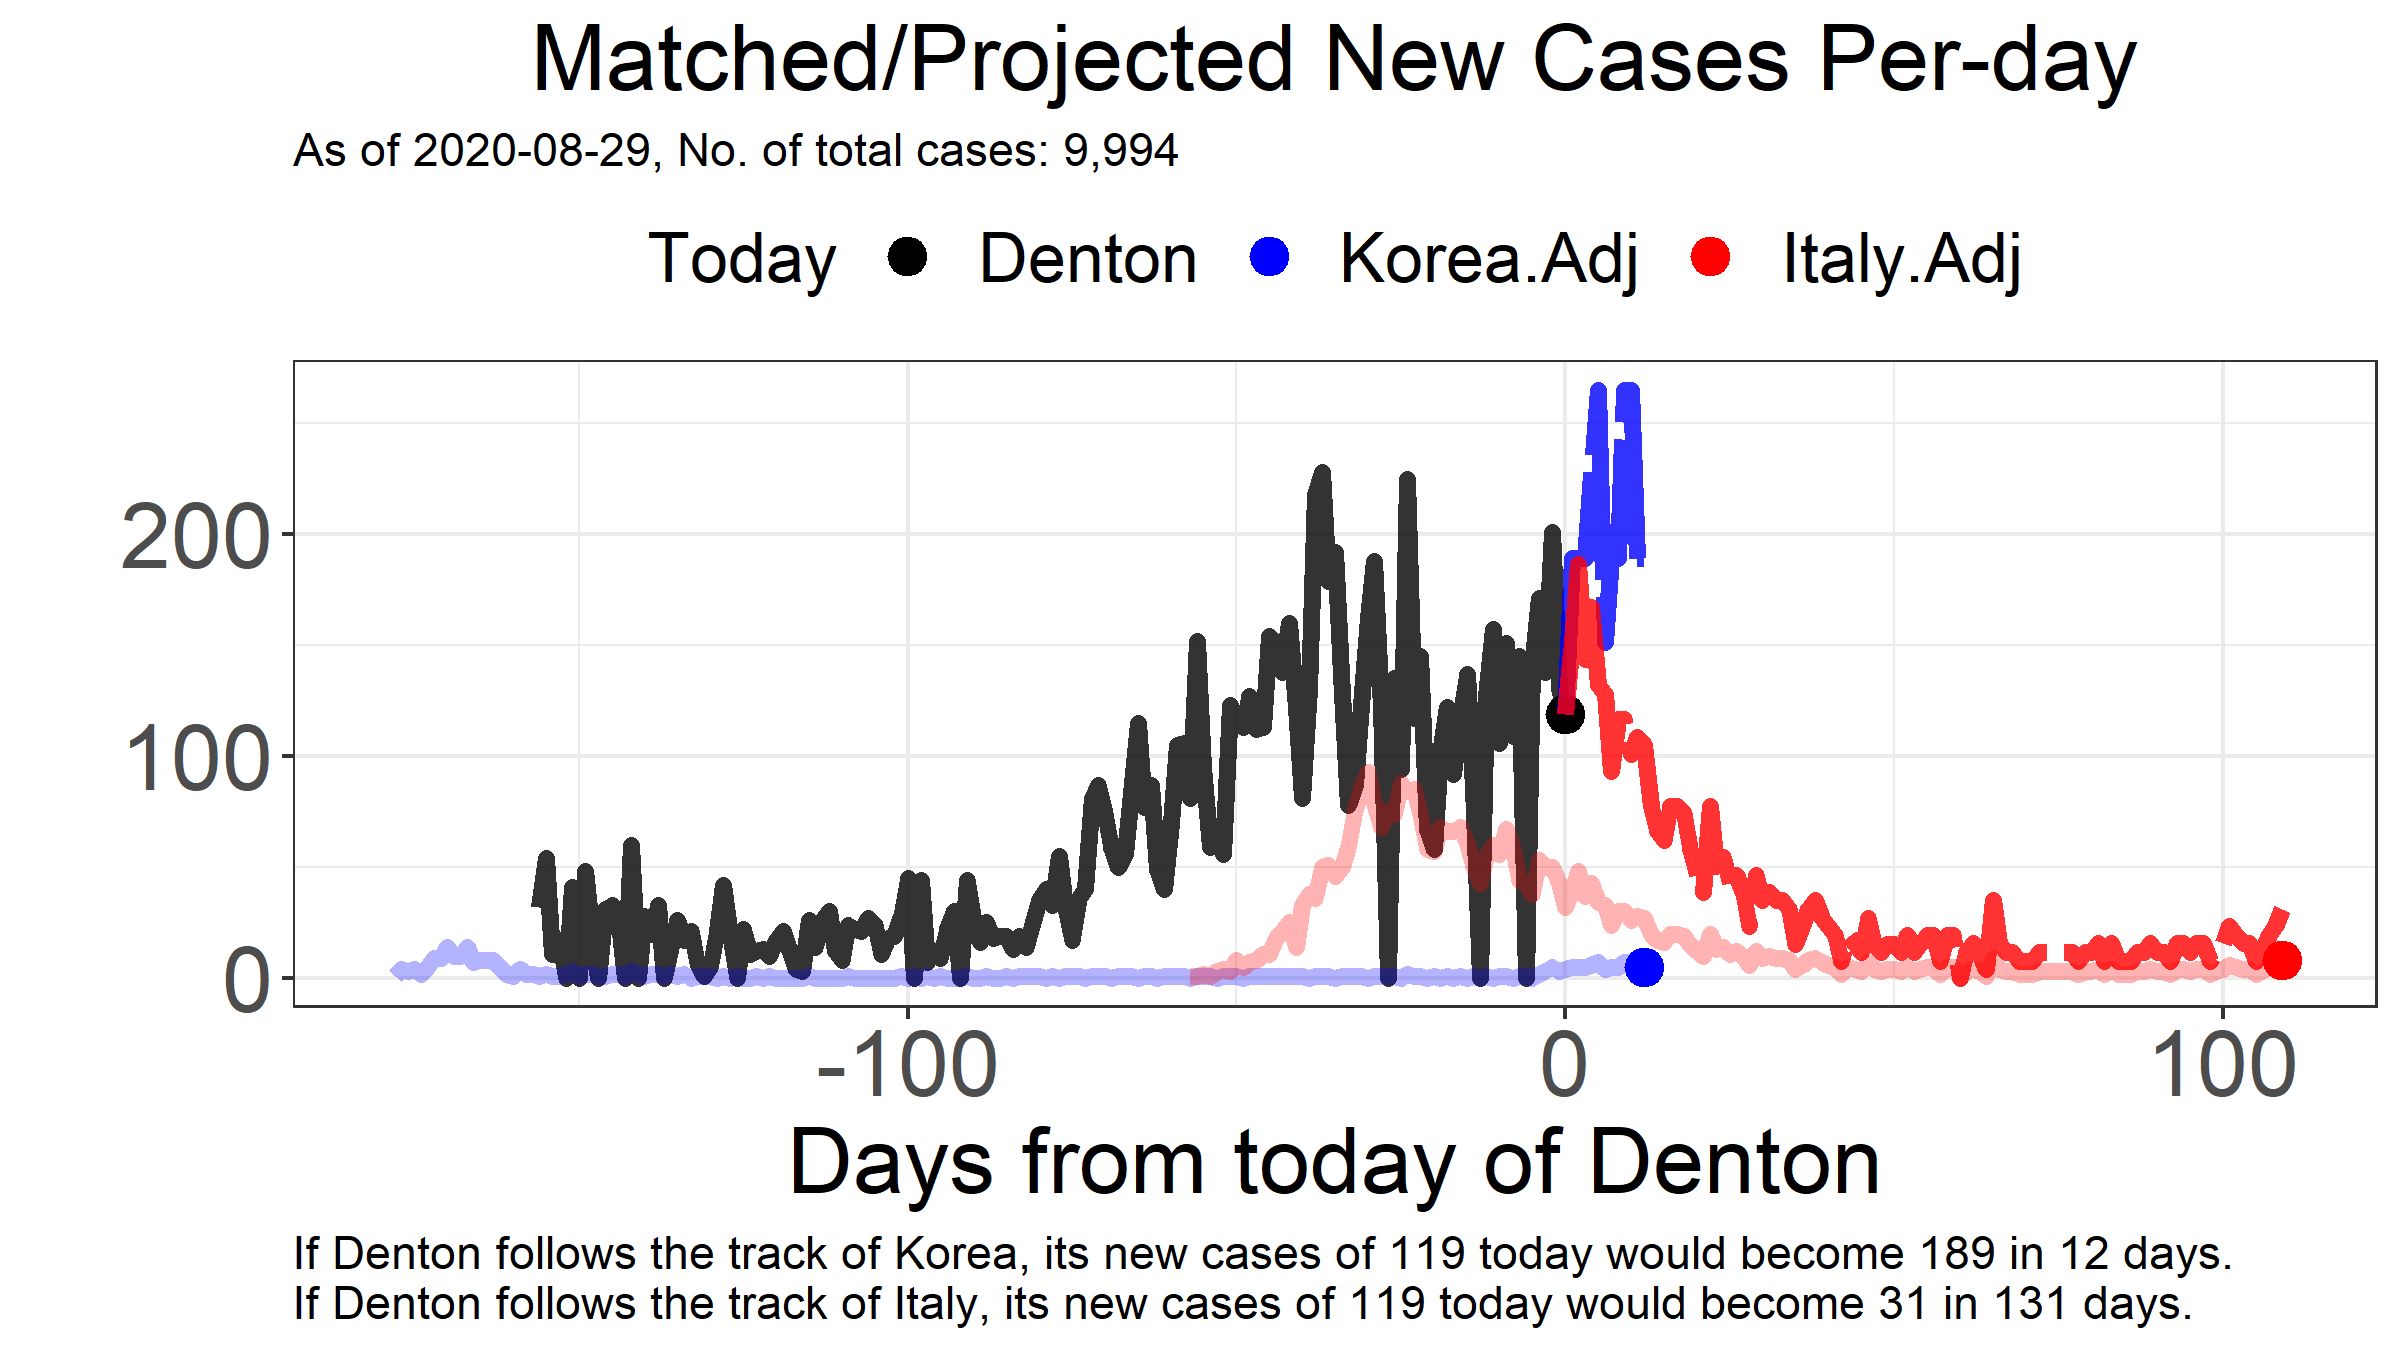 Matched/Projected New Cases Per-day
As of 2020-08-29, No. of total cases: 9,994
Today Denton Korea.Adj Italy.Adj
200
100
0
-100 0 100
Days from today of Denton
If Denton follows the track of Korea, its new cases of 119 today would become 189 in 12 days.
If Denton follows the track of Italy, its new cases of 119 today would become 31 in 131 days.